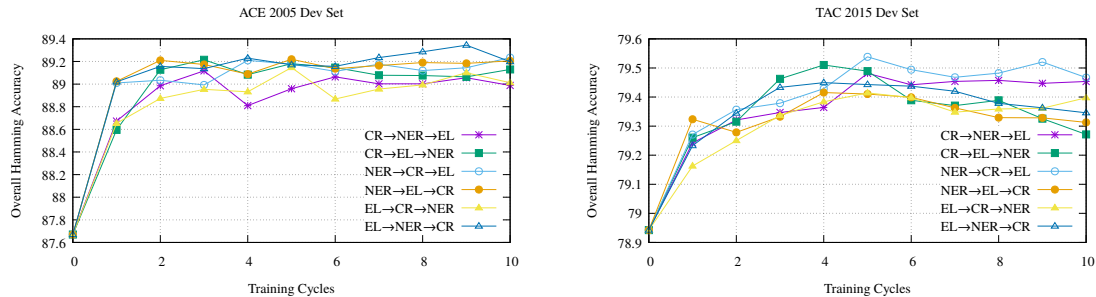 ACE 2005 Dev Set
Overall Hamming Accuracy
89.4
89.2
89
88.8
88.6
88.4
88.2
88
87.8
87.6
CR→NER→EL
CR→EL→NER
NER→CR→EL
NER→EL→CR
EL→CR→NER
EL→NER→CR
0 2 4 6 8 10
Training Cycles
TAC 2015 Dev Set
Overall Hamming Accuracy
79.6
79.5
79.4
79.3
79.2
79.1
79
78.9
CR→NER→EL
CR→EL→NER
NER→CR→EL
NER→EL→CR
EL→CR→NER
EL→NER→CR
0 2 4 6 8 10
Training Cycles